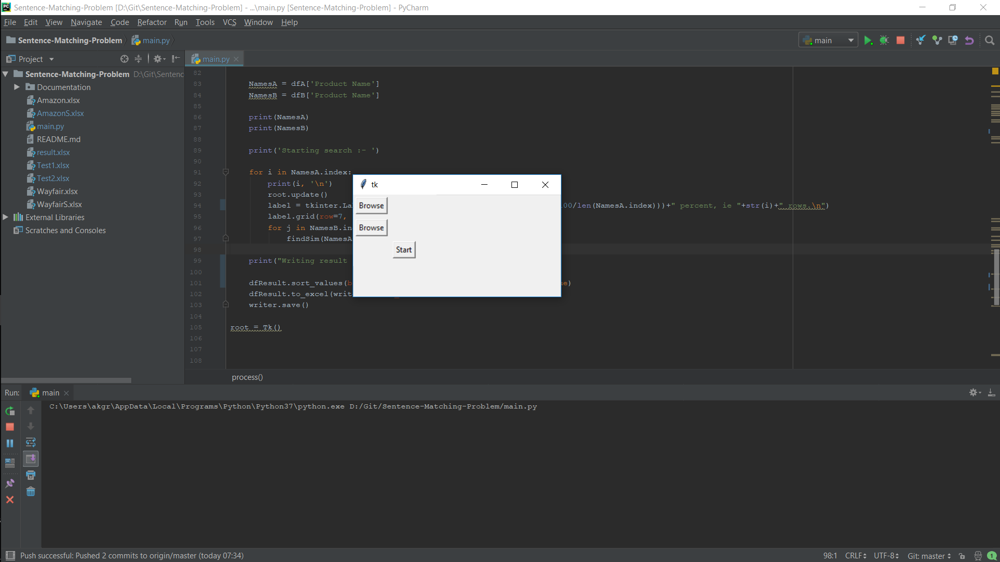 Sentence-Matching-Problem [D:\Git\Sentence-Matching-Problem] - ...\main.py [Sentence-Matching-Problem] - PyCharm
File Edit View Navigate Code Refactor Run Tools VCS Window Help
Sentence-Matching-Problem main.py main
Project main.py
Sentence-Matching-Problem D:\Git\Sentenc
Documentation
Amazon.xlsx
AmazonS.xlsx
main.py
README.md
result.xlsx
Test1.xlsx
Test2.xlsx
Wayfair.xlsx
WayfairS.xlsx
External Libraries
Scratches and Consoles
82
83 NamesA = dfA['Product Name']
84 NamesB = dfB['Product Name']
85
86 print(NamesA)
87 print(NamesB)
88
89 print('Starting search :- ')
90
91 for i in NamesA.index:
92 print(i, '\n')
93 root.update()
94 label = tkinter.La 00/len(NamesA.index)))+" percent, ie "+str(i)+" rows.\n")
95 label.grid(row=7,
96 for j in NamesB.in
97 findSim(NamesA
98
99 print("Writing result
100
101 dfResult.sort_values(b e)
102 dfResult.to_excel(writ
103 writer.save()
104
105 root = Tk()
106
107
108
process()
tk
Browse
Browse
Start
Run: main
C:\Users\akgr\AppData\Local\Programs\Python\Python37\python.exe D:/Git/Sentence-Matching-Problem/main.py
Push successful: Pushed 2 commits to origin/master (today 07:34) 98:1 CRLF UTF-8 Git: master 1